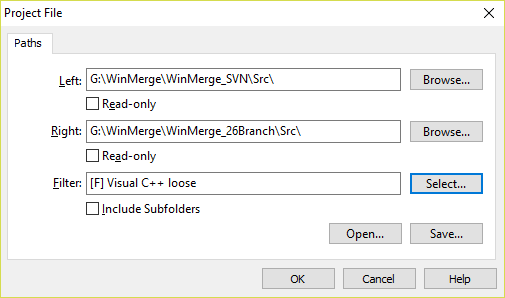 Project File
Paths
Left: G:\WinMerge\WinMerge_SVN\Src\ Browse...
Read-only
Right: G:\WinMerge\WinMerge_26Branch\Src\ Browse...
Read-only
Filter: [F] Visual C++ loose Select...
Include Subfolders
Open... Save...
OK Cancel Help